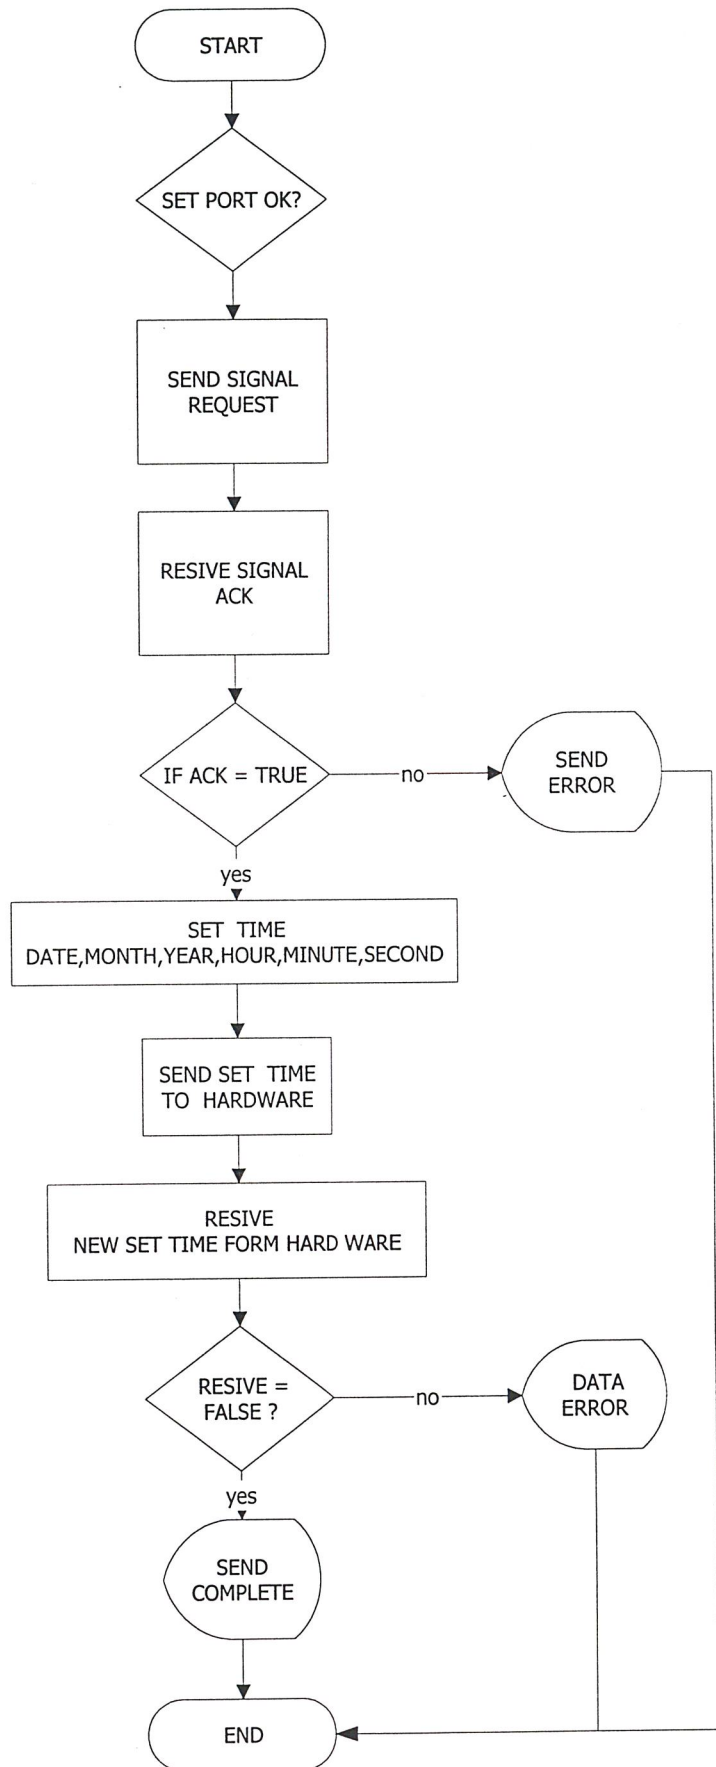 START
SET PORT OK?
SEND SIGNAL
REQUEST
RESIVE SIGNAL
ACK
IF ACK = TRUE
no
SEND
ERROR
yes
SET TIME
DATE,MONTH,YEAR,HOUR,MINUTE,SECOND
SEND SET TIME
TO HARDWARE
RESIVE
NEW SET TIME FORM HARD WARE
RESIVE =
FALSE ?
no
DATA
ERROR
yes
SEND
COMPLETE
END